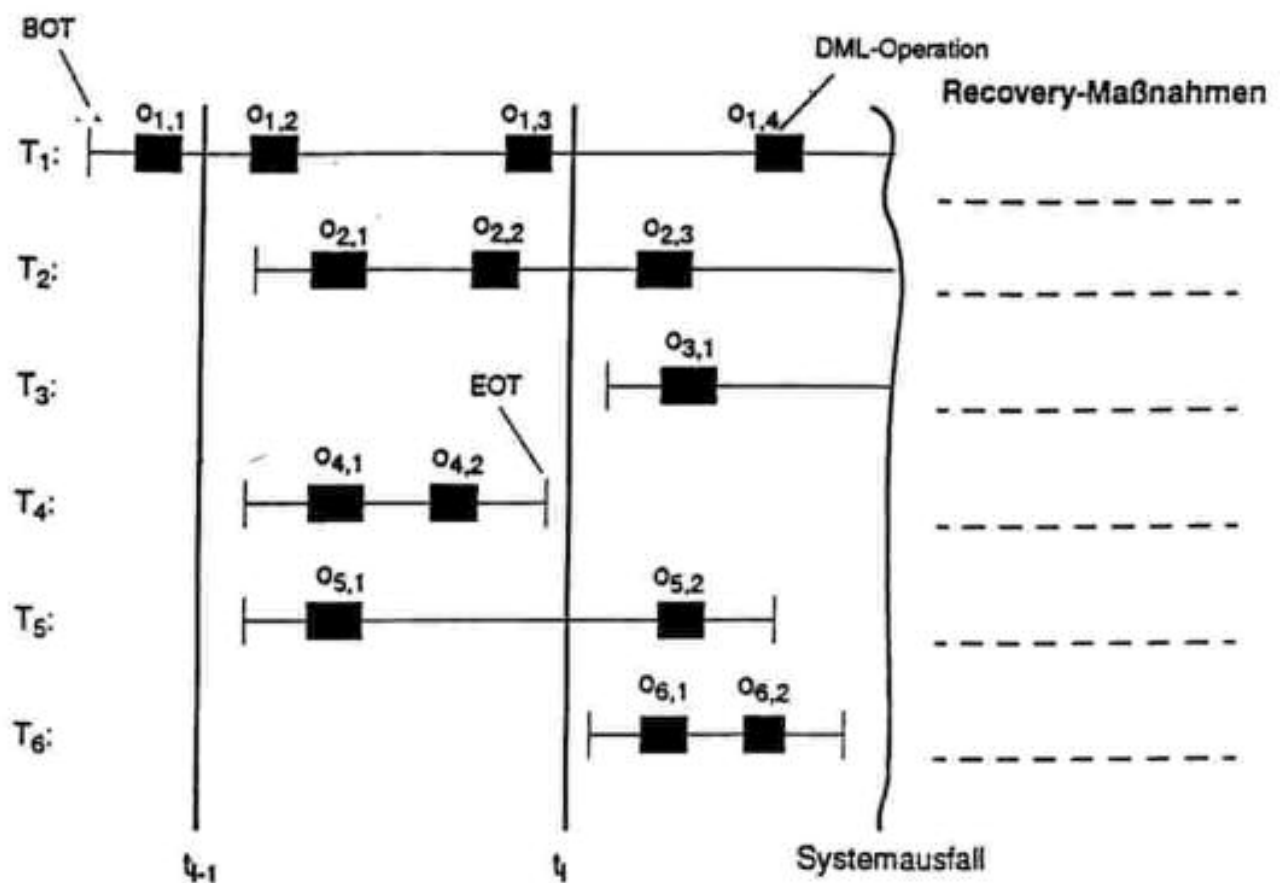 BOT
DML-Operation
Recovery-Maßnahmen
T1: o1,1 o1,2 o1,3 o1,4
T2: o2,1 o2,2 o2,3
T3: o3,1
EOT
T4: o4,1 o4,2
T5: o5,1 o5,2
T6: o6,1 o6,2
ti-1 ti Systemausfall